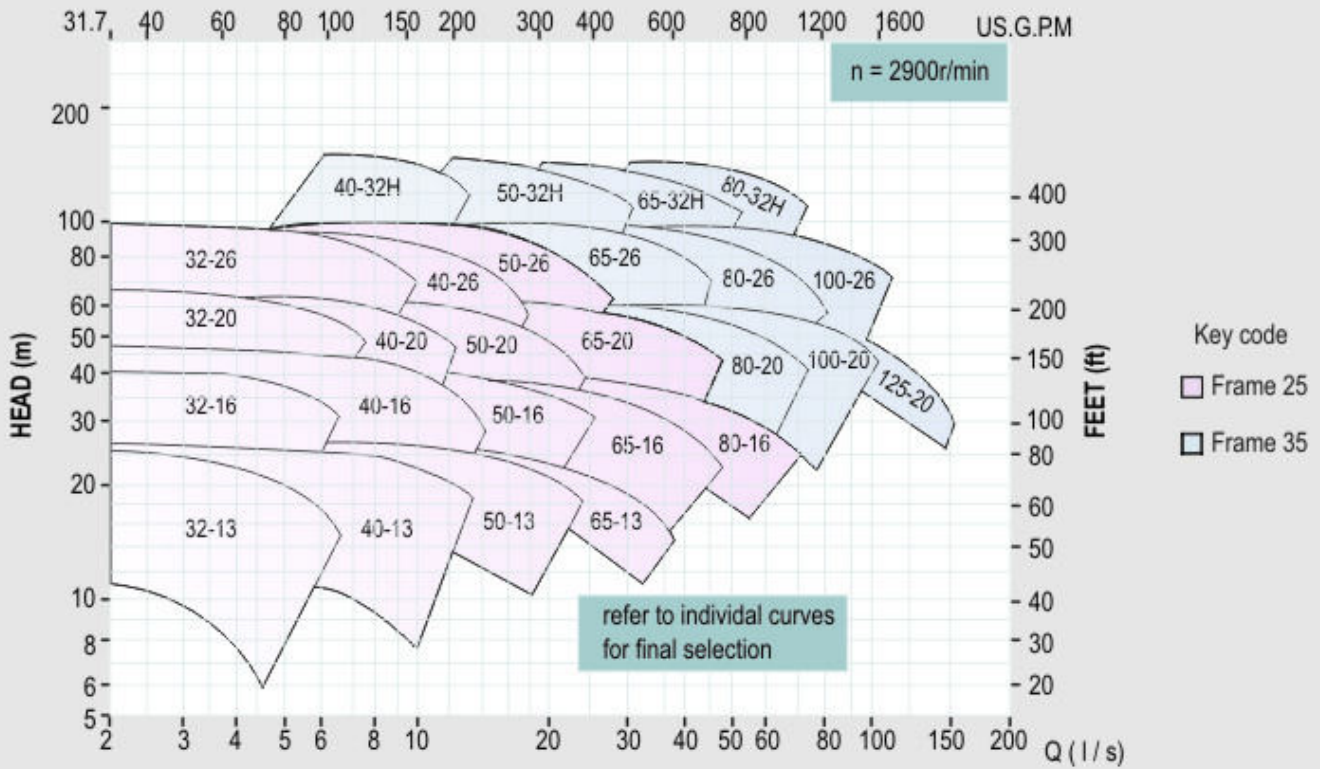 31.7 40 60 100 150 200 300 400 600 800 1200 1600 US.G.P.M
n = 2900r/min
200
100
80
60
50
40
30
20
10
8
6
5
HEAD (m)
40-32H 50-32H 65-32H 80-32H
32-26 40-26 50-26 65-26 80-26 100-26
32-20 40-20 50-20 65-20 80-20 100-20 125-20
32-16 40-16 50-16 65-16 80-16
32-13 40-13 50-13 65-13
400
300
200
150
100
80
60
50
40
30
20
FEET (ft)
Key code
Frame 25
Frame 35
refer to individal curves
for final selection
2 3 4 5 6 8 10 20 30 40 50 60 80 100 150 200 Q ( l / s)